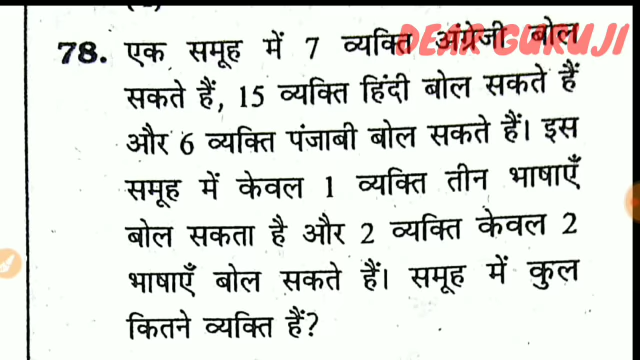 78. एक समूह में 7 व्यक्ति अंग्रेजी बोल
DEAR GURUJI
सकते हैं, 15 व्यक्ति हिंदी बोल सकते हैं
और 6 व्यक्ति पंजाबी बोल सकते हैं। इस
समूह में केवल 1 व्यक्ति तीन भाषाएँ
बोल सकता है और 2 व्यक्ति केवल 2
भाषाएँ बोल सकते हैं। समूह में कुल
कितने व्यक्ति हैं?